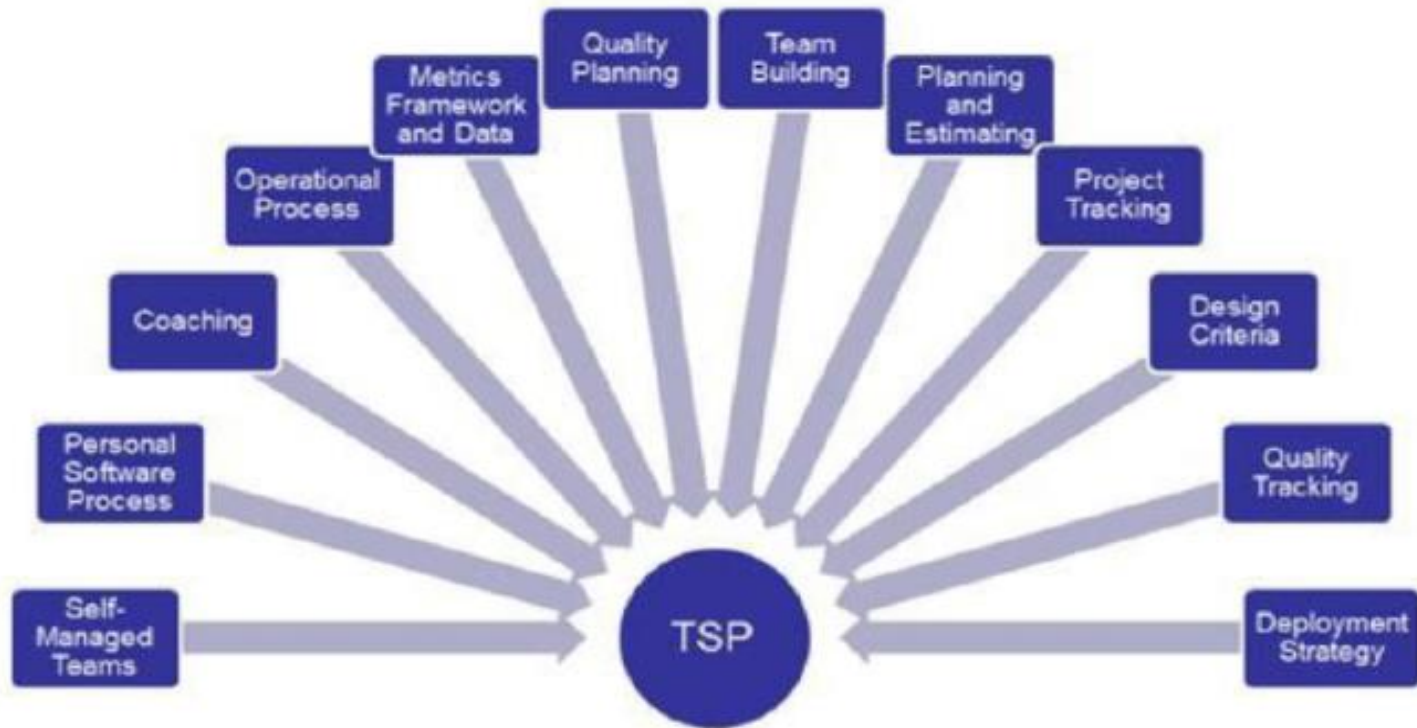 Quality
Planning
Team
Building
Metrics
Framework
and Data
Planning
and
Estimating
Operational
Process
Project
Tracking
Coaching
Design
Criteria
Personal
Software
Process
Quality
Tracking
Self-
Managed
Teams
TSP
Deployment
Strategy